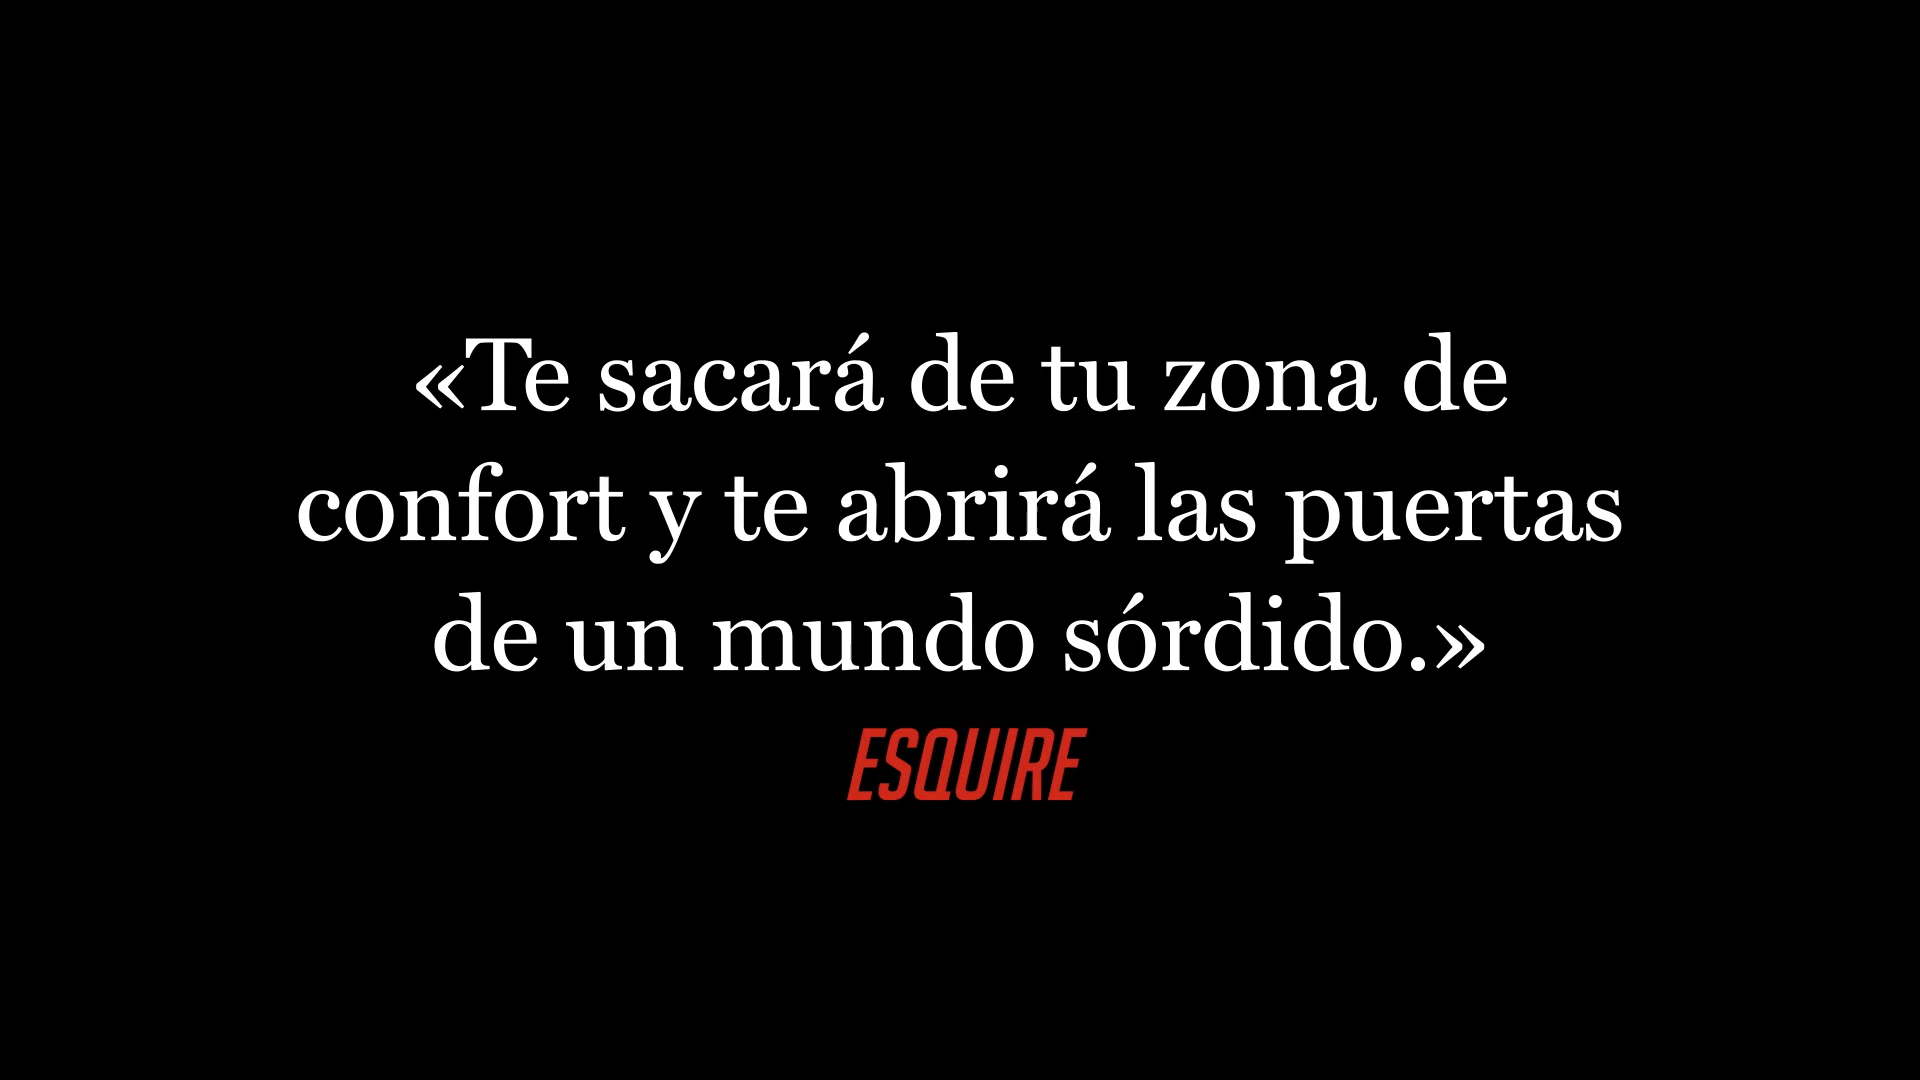 «Te sacará de tu zona de
confort y te abrirá las puertas
de un mundo sórdido.»
ESQUIRE